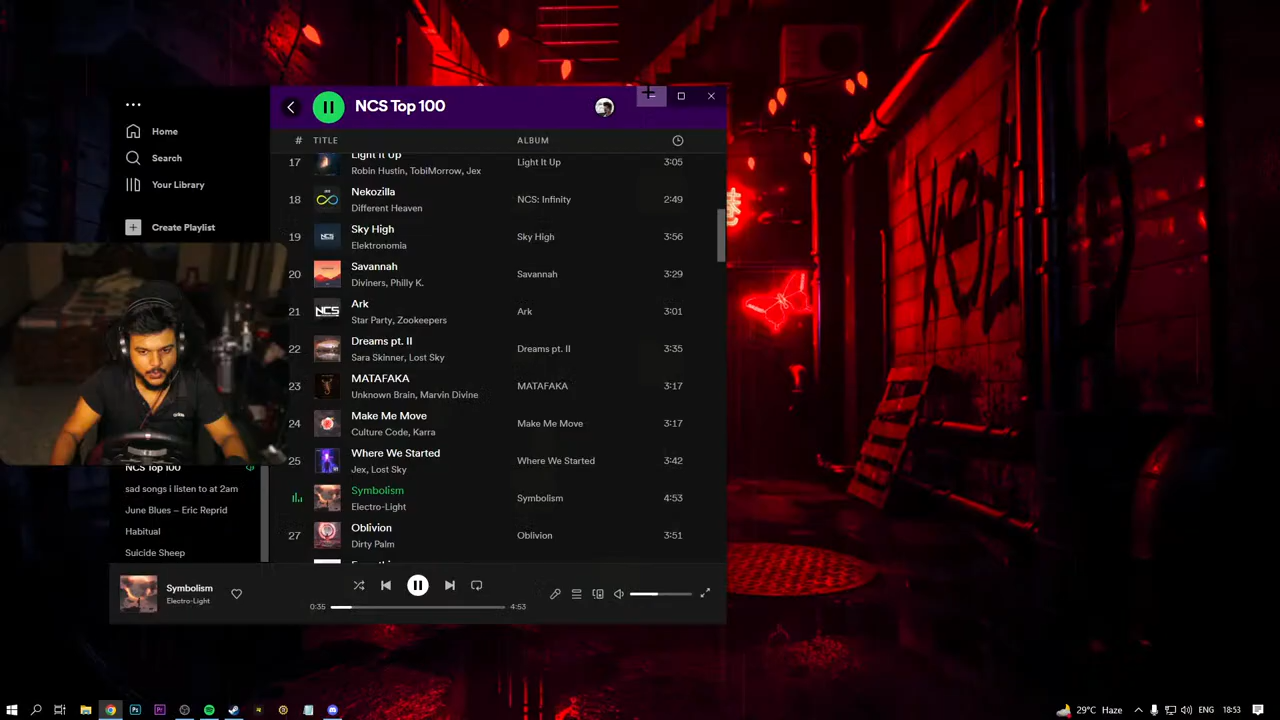 NCS Top 100
Home
Search
Your Library
Create Playlist
# TITLE ALBUM
17 Light It Up Light It Up 3:05
Robin Hustin, TobiMorrow, Jex
18 Nekozilla NCS: Infinity 2:49
Different Heaven
19 Sky High Sky High 3:56
Elektronomia
20 Savannah Savannah 3:29
Diviners, Philly K.
21 Ark Ark 3:01
Star Party, Zookeepers
22 Dreams pt. II Dreams pt. II 3:35
Sara Skinner, Lost Sky
23 MATAFAKA MATAFAKA 3:17
Unknown Brain, Marvin Divine
24 Make Me Move Make Me Move 3:17
Culture Code, Karra
25 Where We Started Where We Started 3:42
Jex, Lost Sky
Symbolism Symbolism 4:53
Electro-Light
27 Oblivion Oblivion 3:51
Dirty Palm
NCS Top 100
sad songs i listen to at 2am
June Blues – Eric Reprid
Habitual
Suicide Sheep
Symbolism
Electro-Light
0:35 4:53
29°C Haze ENG 18:53